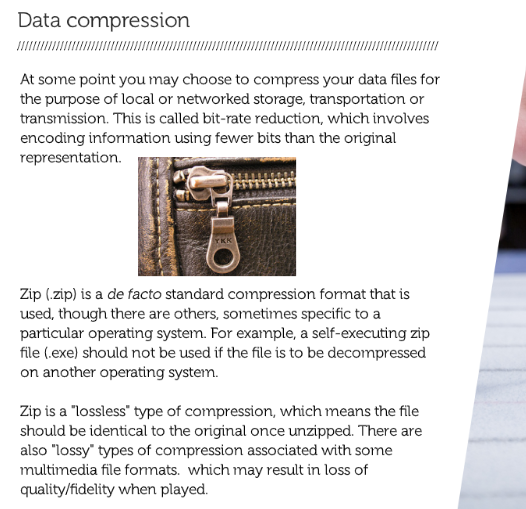 Data compression
At some point you may choose to compress your data files for
the purpose of local or networked storage, transportation or
transmission. This is called bit-rate reduction, which involves
encoding information using fewer bits than the original
representation.
YKK
Zip (.zip) is a de facto standard compression format that is
used, though there are others, sometimes specific to a
particular operating system. For example, a self-executing zip
file (.exe) should not be used if the file is to be decompressed
on another operating system.
Zip is a "lossless" type of compression, which means the file
should be identical to the original once unzipped. There are
also "lossy" types of compression associated with some
multimedia file formats.  which may result in loss of
quality/fidelity when played.